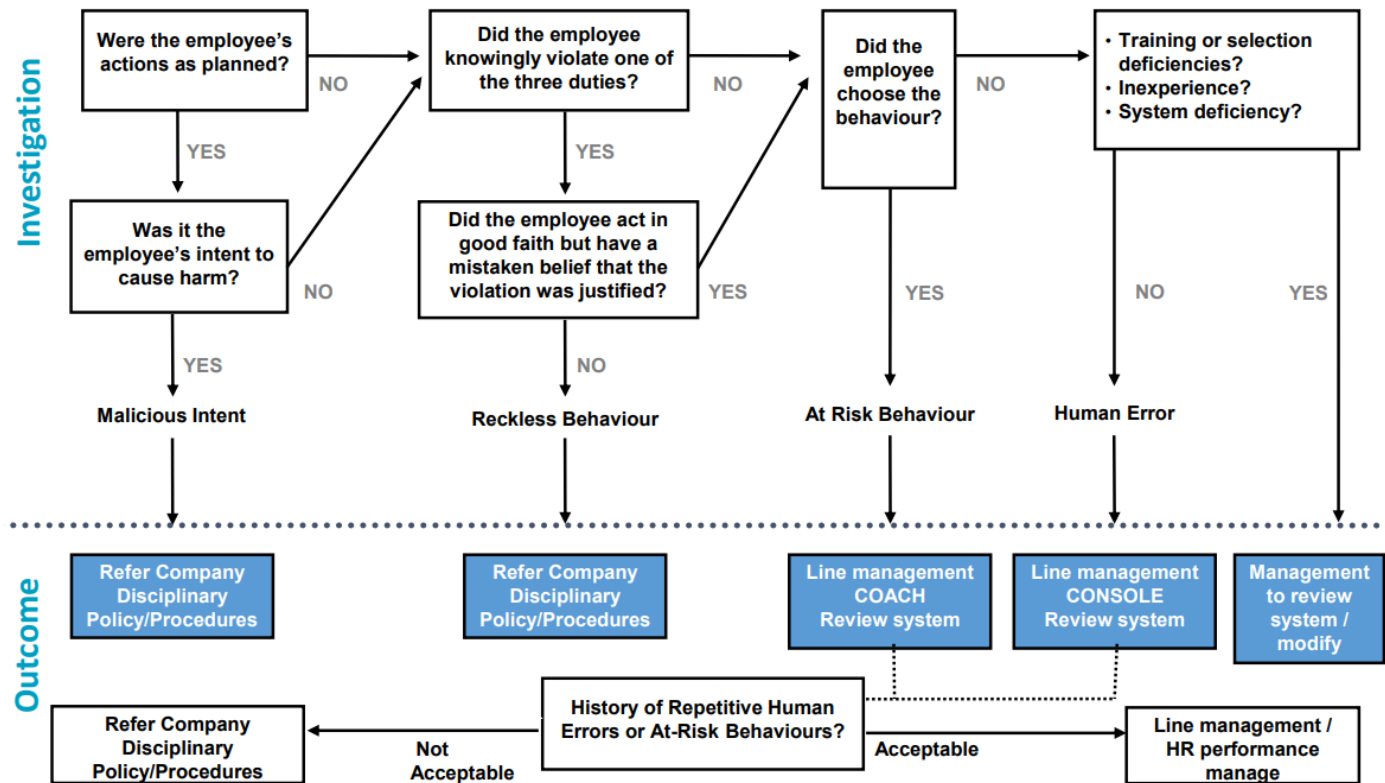 Investigation
Were the employee's
actions as planned?
NO
YES
Was it the
employee's intent to
cause harm?
NO
YES
Malicious Intent
Did the employee
knowingly violate one of
the three duties?
NO
YES
Did the employee act in
good faith but have a
mistaken belief that the
violation was justified?
YES
NO
Reckless Behaviour
Did the
employee
choose the
behaviour?
NO
YES
At Risk Behaviour
• Training or selection
deficiencies?
• Inexperience?
• System deficiency?
NO
YES
Human Error
Outcome
Refer Company
Disciplinary
Policy/Procedures
Refer Company
Disciplinary
Policy/Procedures
Line management
COACH
Review system
Line management
CONSOLE
Review system
Management
to review
system /
modify
Refer Company
Disciplinary
Policy/Procedures
Not
Acceptable
History of Repetitive Human
Errors or At-Risk Behaviours?
Acceptable
Line management /
HR performance
manage